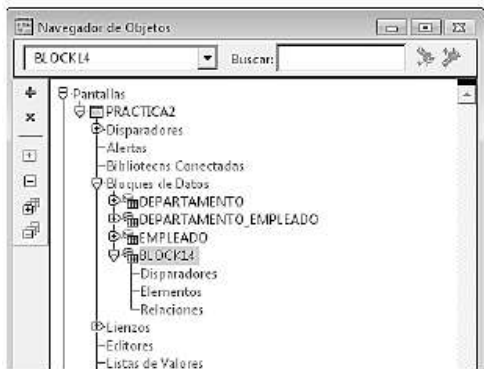 Navegador de Objetos
BLOCK14
Buscar:
Pantallas
PRACTICA2
Disparadores
Alertas
Bibliotecas Conectadas
Bloques de Datos
DEPARTAMENTO
DEPARTAMENTO_EMPLEADO
EMPLEADO
BLOCK14
Disparadores
Elementos
Relaciones
Lienzos
Editores
Listas de Valores